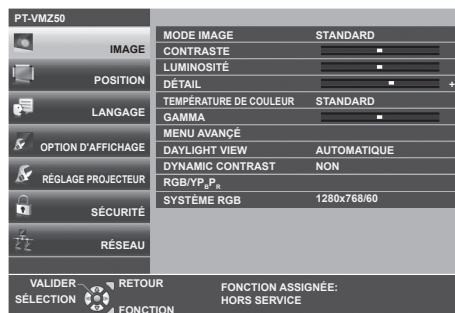 PT-VMZ50
IMAGE
POSITION
LANGAGE
OPTION D'AFFICHAGE
RÉGLAGE PROJECTEUR
SÉCURITÉ
RÉSEAU
MODE IMAGE STANDARD
CONTRASTE
LUMINOSITÉ
DÉTAIL +
TEMPÉRATURE DE COULEUR STANDARD
GAMMA
MENU AVANÇÉ
DAYLIGHT VIEW AUTOMATIQUE
DYNAMIC CONTRAST NON
RGB/YPBPR
SYSTÈME RGB 1280x768/60
VALIDER RETOUR
SÉLECTION FONCTION
FONCTION ASSIGNÉE:
HORS SERVICE